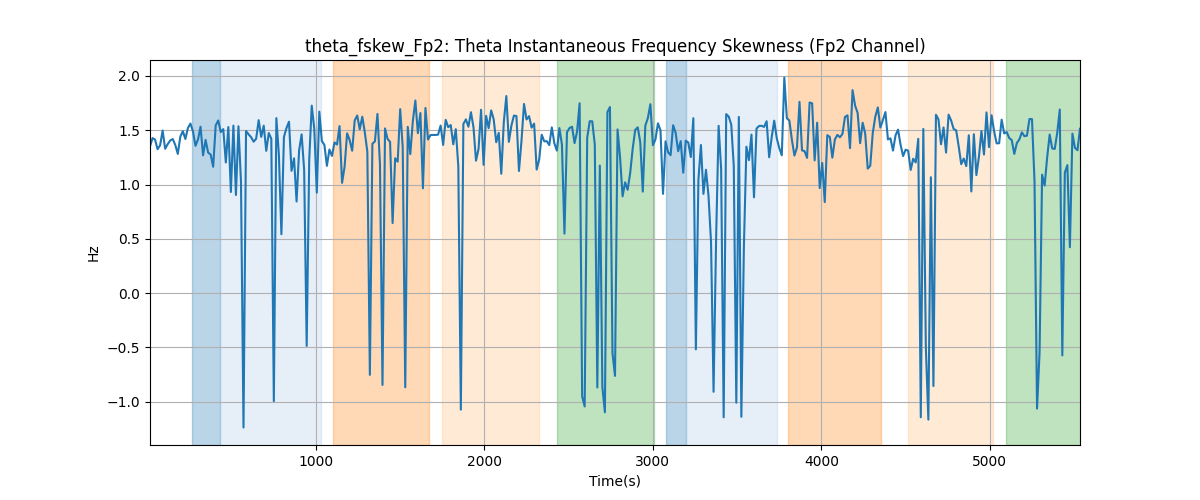 theta_fskew_Fp2: Theta Instantaneous Frequency Skewness (Fp2 Channel)
2.0
1.5
1.0
0.5
0.0
−0.5
−1.0
Hz
1000 2000 3000 4000 5000
Time(s)